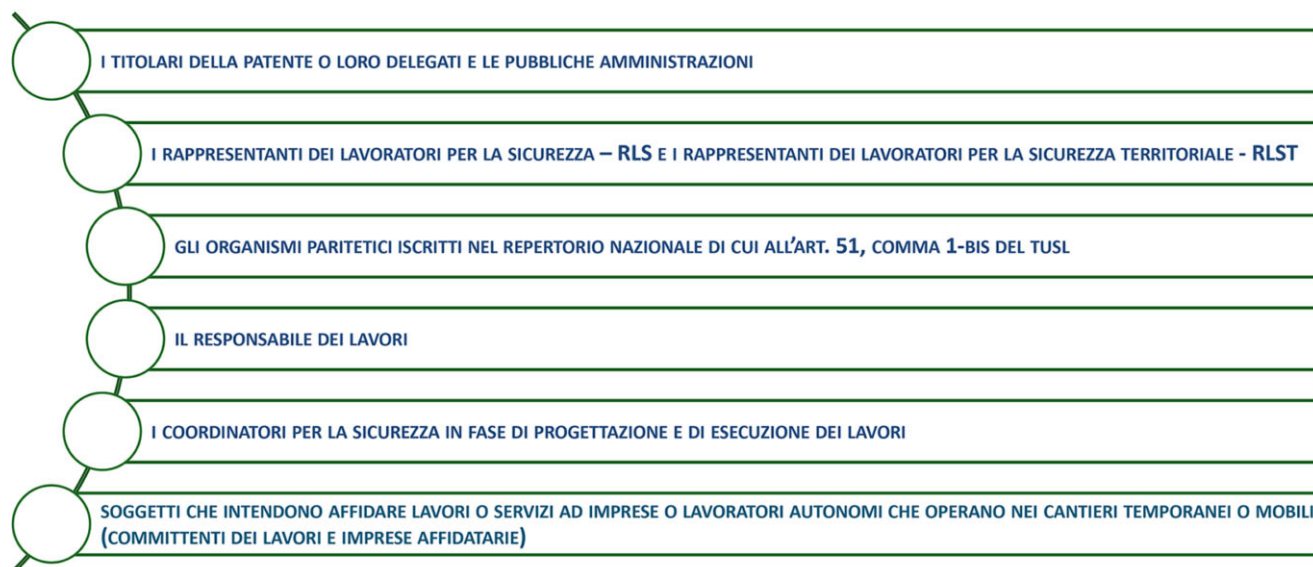 I TITOLARI DELLA PATENTE O LORO DELEGATI E LE PUBBLICHE AMMINISTRAZIONI
I RAPPRESENTANTI DEI LAVORATORI PER LA SICUREZZA – RLS E I RAPPRESENTANTI DEI LAVORATORI PER LA SICUREZZA TERRITORIALE - RLST
GLI ORGANISMI PARITETICI ISCRITTI NEL REPERTORIO NAZIONALE DI CUI ALL’ART. 51, COMMA 1-BIS DEL TUSL
IL RESPONSABILE DEI LAVORI
I COORDINATORI PER LA SICUREZZA IN FASE DI PROGETTAZIONE E DI ESECUZIONE DEI LAVORI
SOGGETTI CHE INTENDONO AFFIDARE LAVORI O SERVIZI AD IMPRESE O LAVORATORI AUTONOMI CHE OPERANO NEI CANTIERI TEMPORANEI O MOBILI
(COMMITTENTI DEI LAVORI E IMPRESE AFFIDATARIE)